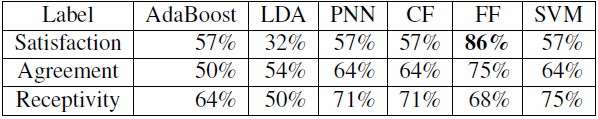 Label AdaBoost LDA PNN CF FF SVM
Satisfaction 57% 32% 57% 57% 86% 57%
Agreement 50% 54% 64% 64% 75% 64%
Receptivity 64% 50% 71% 71% 68% 75%